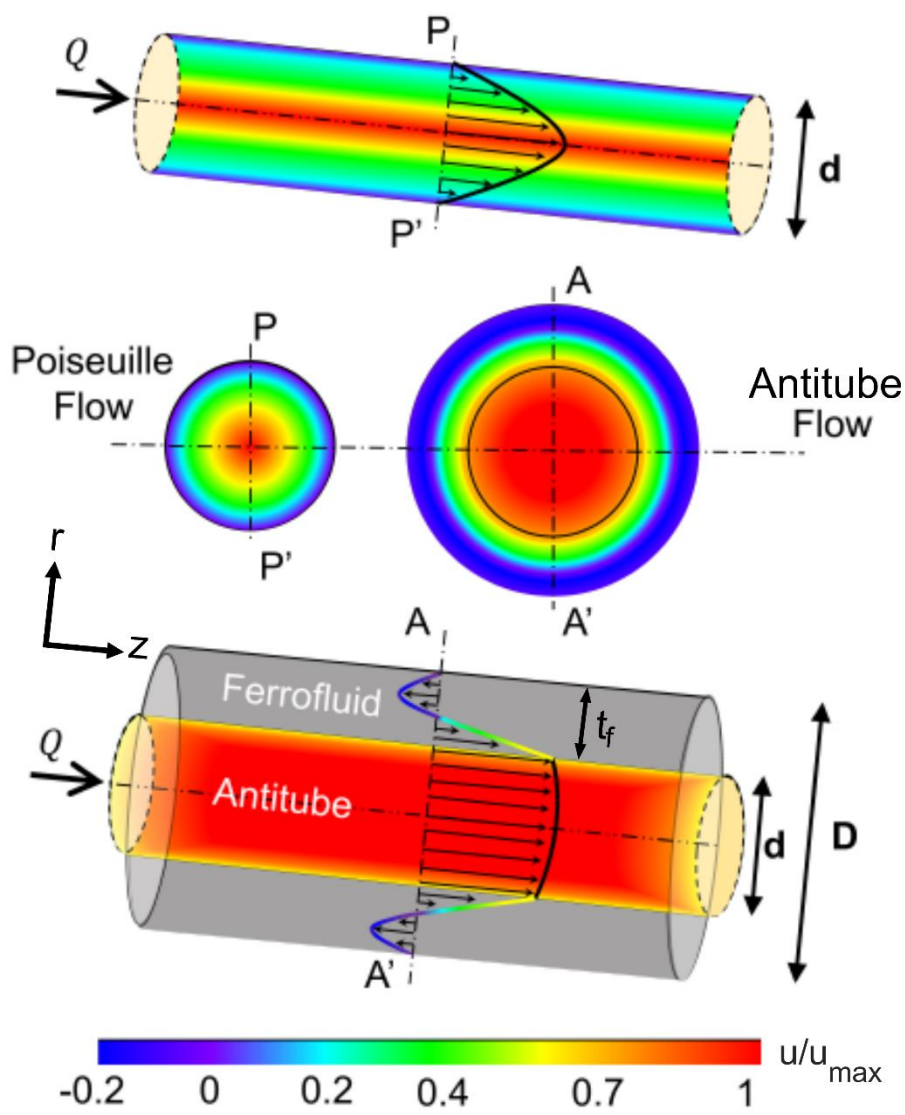 P
Q
d
P'
A
P
Poiseuille
Flow
Antitube
Flow
P'
A'
r
z
A
Ferrofluid
t_f
Q
Antitube
d
D
A'
u/u_max
-0.2 0 0.2 0.4 0.7 1